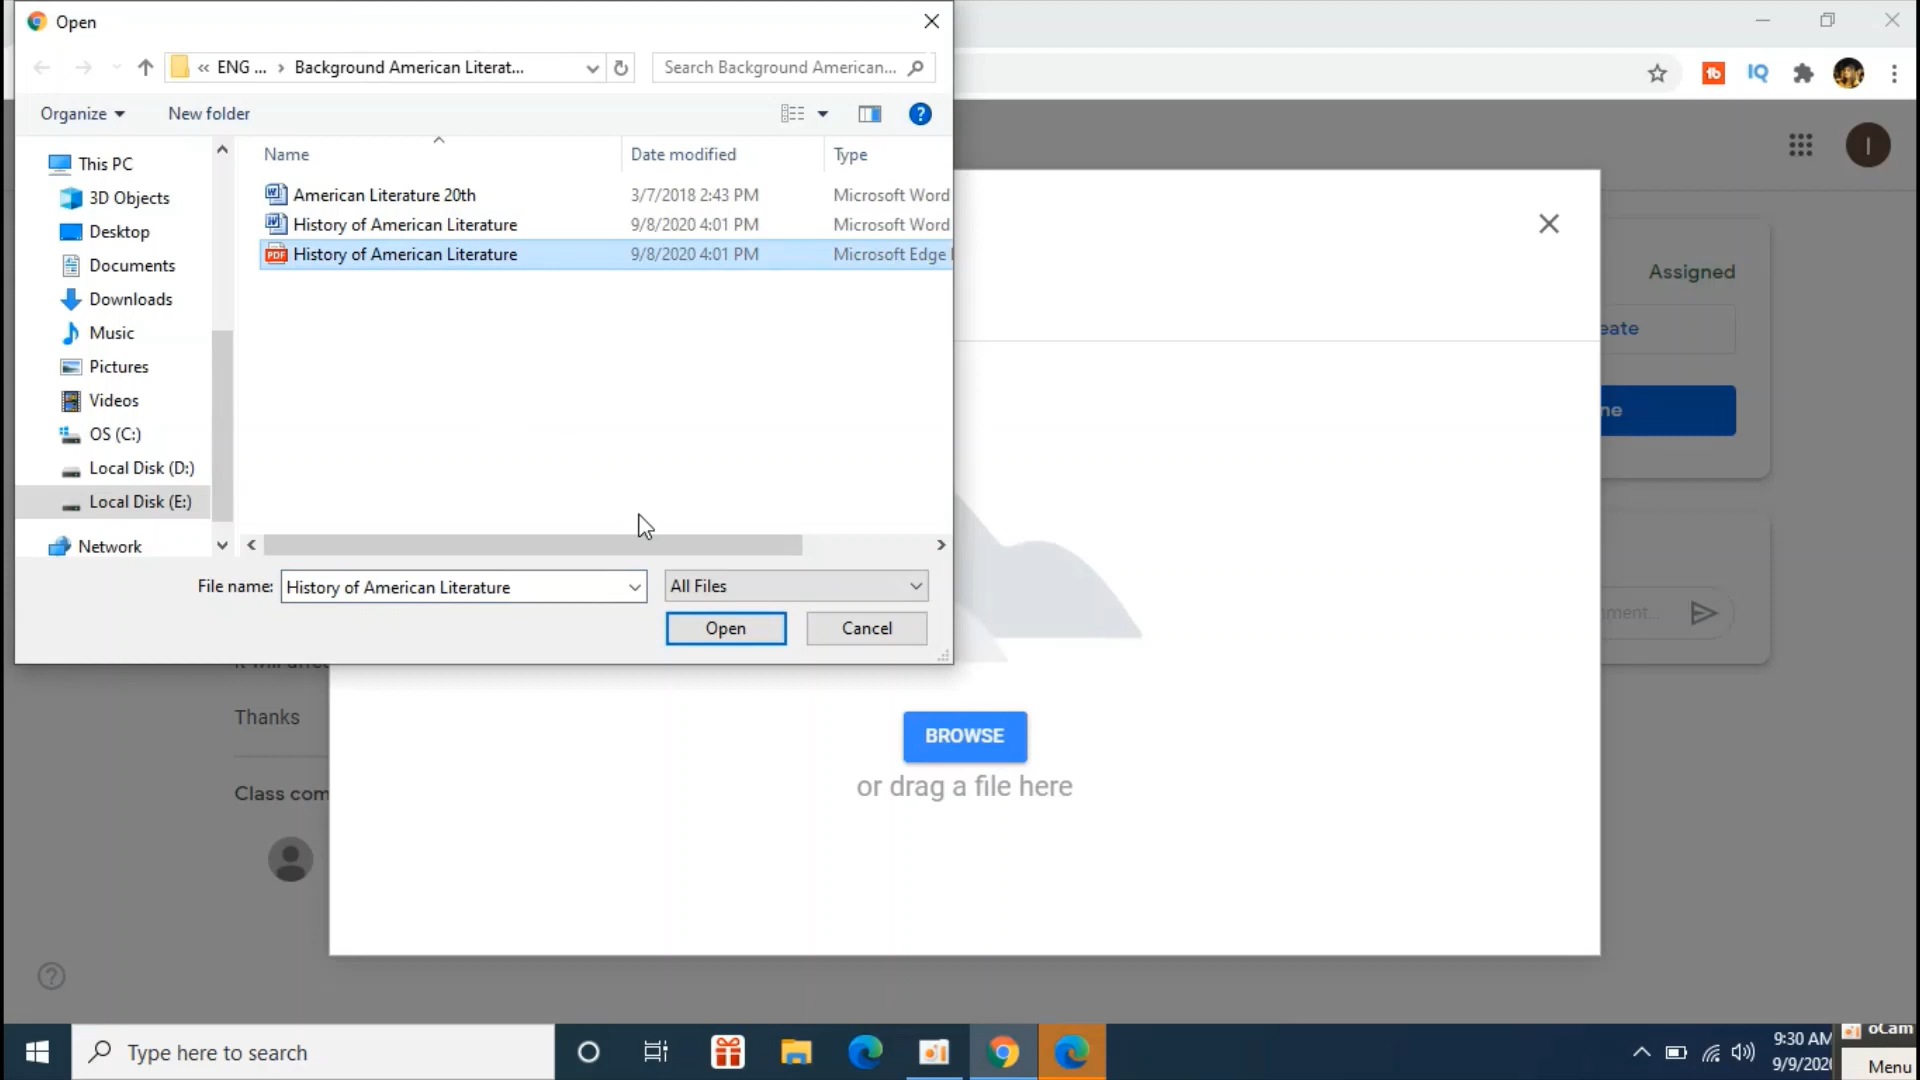 Open
« ENG ... › Background American Literat...
Search Background American...
Organize
New folder
?
Name
Date modified
Type
This PC
3D Objects
Desktop
Documents
Downloads
Music
Pictures
Videos
OS (C:)
Local Disk (D:)
Local Disk (E:)
Network
American Literature 20th 3/7/2018 2:43 PM Microsoft Word
History of American Literature 9/8/2020 4:01 PM Microsoft Word
PDF History of American Literature 9/8/2020 4:01 PM Microsoft Edge
File name: History of American Literature
All Files
Open
Cancel
tb
IQ
I
Assigned
eate
ne
ment...
Thanks
Class com
BROWSE
or drag a file here
?
Type here to search
9:30 AM
9/9/202
oCam
Menu